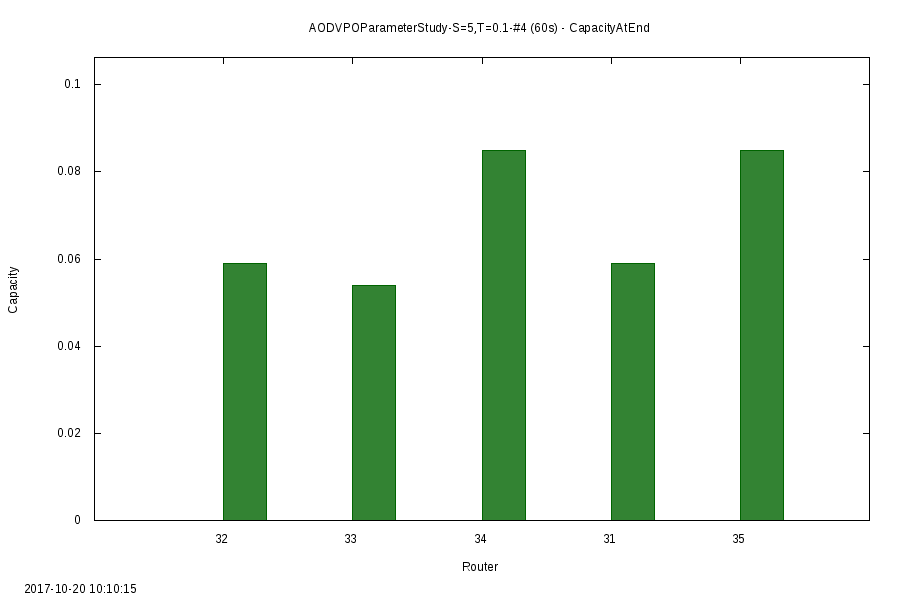 AODVPOParameterStudy-S=5,T=0.1-#4 (60s) - CapacityAtEnd
0.1
0.08
0.06
0.04
0.02
0
Capacity
32 33 34 31 35
Router
2017-10-20 10:10:15